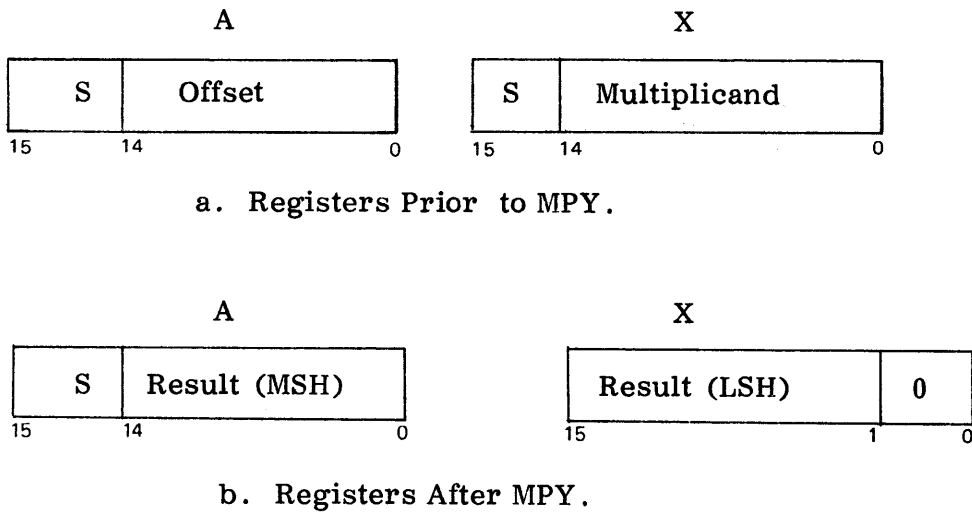 A X
S Offset S Multiplicand
15 14 0 15 14 0
a. Registers Prior to MPY.
A X
S Result (MSH) Result (LSH) 0
15 14 0 15 1 0
b. Registers After MPY.